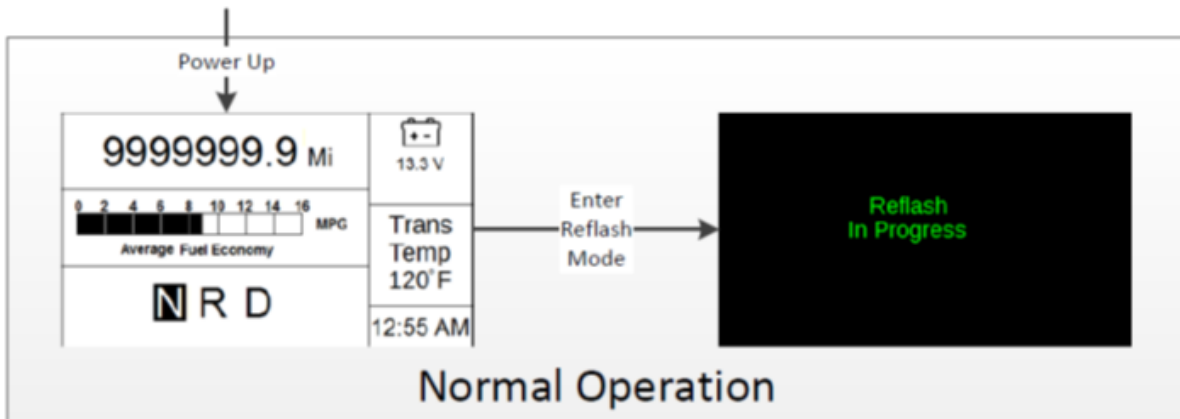 Power Up
9999999.9 Mi
13.3 V
0 2 4 6 8 10 12 14 16
MPG
Average Fuel Economy
N R D
Trans
Temp
120°F
12:55 AM
Enter
Reflash
Mode
Reflash
In Progress
Normal Operation